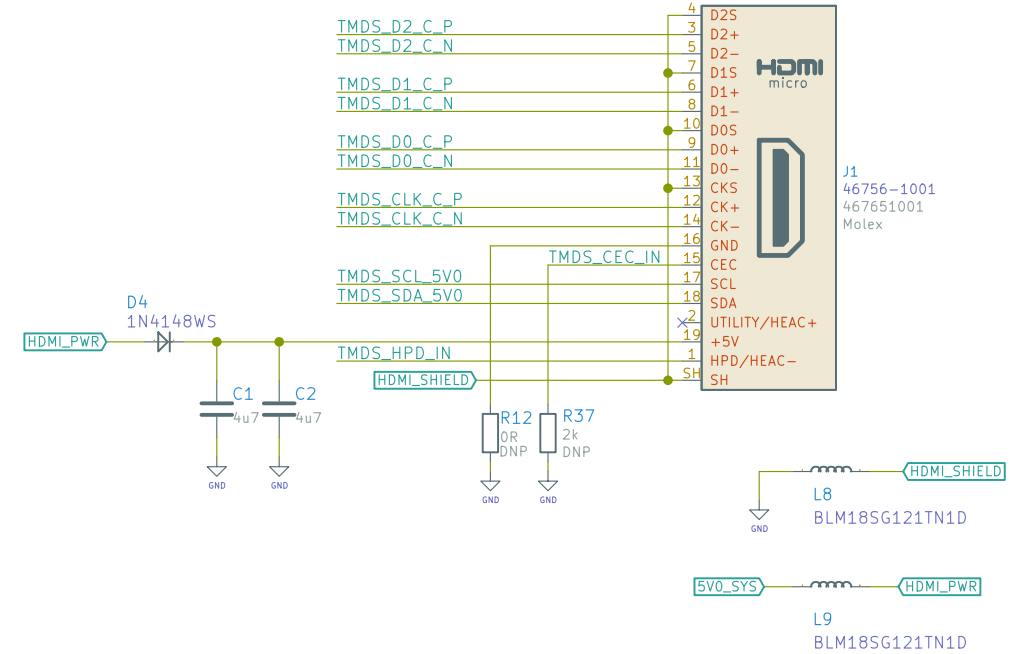 4 D2S
TMDS_D2_C_P 3 D2+
TMDS_D2_C_N 5 D2-
7 D1S
HDMI
micro
TMDS_D1_C_P 6 D1+
TMDS_D1_C_N 8 D1-
10 D0S
TMDS_D0_C_P 9 D0+
TMDS_D0_C_N 11 D0-
13 CKS
TMDS_CLK_C_P 12 CK+
TMDS_CLK_C_N 14 CK-
J1
46756-1001
467651001
Molex
16 GND
TMDS_CEC_IN 15 CEC
TMDS_SCL_5V0 17 SCL
TMDS_SDA_5V0 18 SDA
2 UTILITY/HEAC+
19 +5V
TMDS_HPD_IN 1 HPD/HEAC-
HDMI_SHIELD SH SH
D4
1N4148WS
HDMI_PWR
C1
4u7
GND
C2
4u7
GND
R12
0R
DNP
GND
R37
2k
DNP
GND
HDMI_SHIELD
L8
BLM18SG121TN1D
GND
5V0_SYS HDMI_PWR
L9
BLM18SG121TN1D